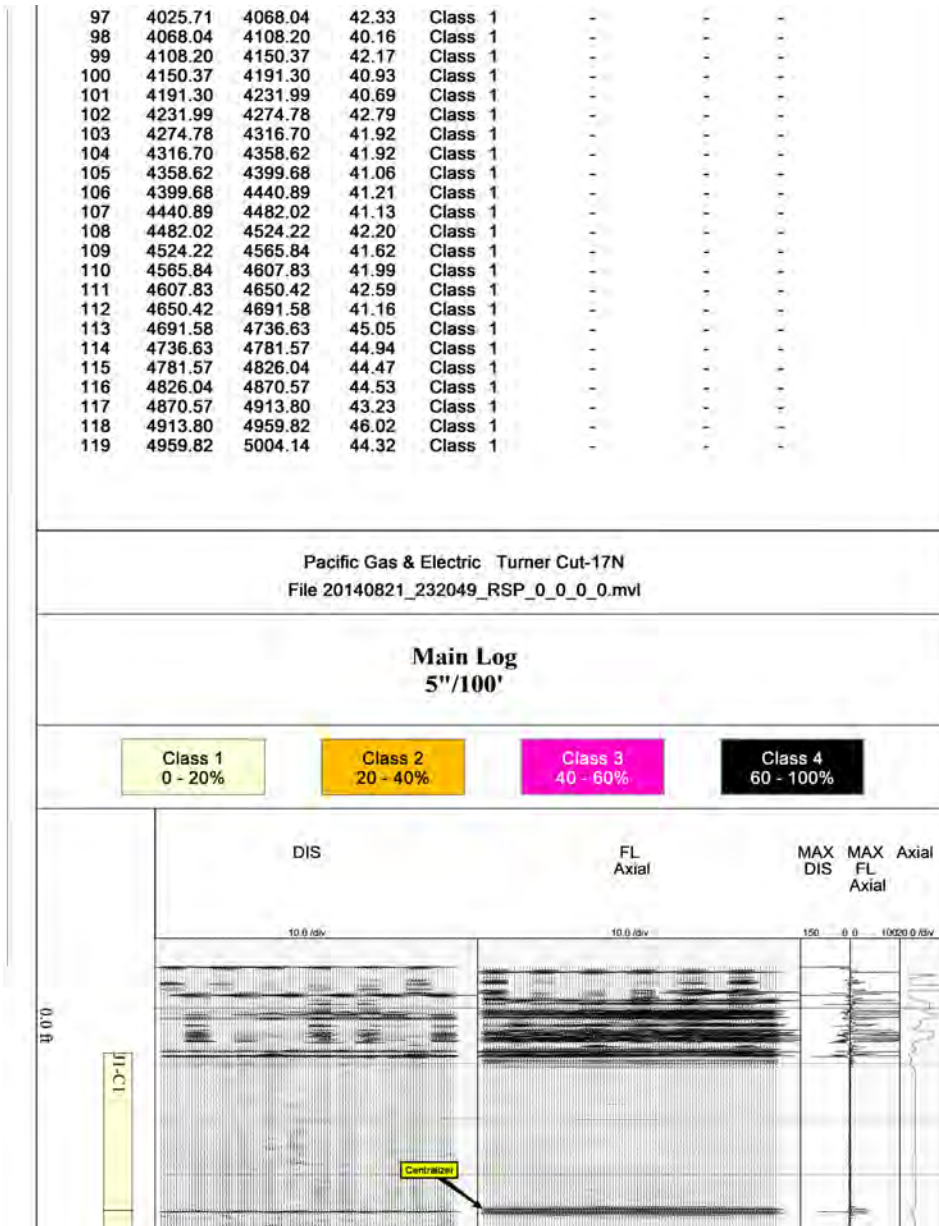 97 4025.71 4068.04 42.33 Class 1 - - -
98 4068.04 4108.20 40.16 Class 1 - - -
99 4108.20 4150.37 42.17 Class 1 - - -
100 4150.37 4191.30 40.93 Class 1 - - -
101 4191.30 4231.99 40.69 Class 1 - - -
102 4231.99 4274.78 42.79 Class 1 - - -
103 4274.78 4316.70 41.92 Class 1 - - -
104 4316.70 4358.62 41.92 Class 1 - - -
105 4358.62 4399.68 41.06 Class 1 - - -
106 4399.68 4440.89 41.21 Class 1 - - -
107 4440.89 4482.02 41.13 Class 1 - - -
108 4482.02 4524.22 42.20 Class 1 - - -
109 4524.22 4565.84 41.62 Class 1 - - -
110 4565.84 4607.83 41.99 Class 1 - - -
111 4607.83 4650.42 42.59 Class 1 - - -
112 4650.42 4691.58 41.16 Class 1 - - -
113 4691.58 4736.63 45.05 Class 1 - - -
114 4736.63 4781.57 44.94 Class 1 - - -
115 4781.57 4826.04 44.47 Class 1 - - -
116 4826.04 4870.57 44.53 Class 1 - - -
117 4870.57 4913.80 43.23 Class 1 - - -
118 4913.80 4959.82 46.02 Class 1 - - -
119 4959.82 5004.14 44.32 Class 1 - - -
Pacific Gas & Electric Turner Cut-17N
File 20140821_232049_RSP_0_0_0_0.mvl
Main Log
5"/100'
Class 1 Class 2 Class 3 Class 4
0 - 20% 20 - 40% 40 - 60% 60 - 100%
DIS FL MAX MAX Axial
Axial DIS FL
Axial
10.0 /div 10.0 /div 150 0 0 100 20.0 /div
0.0 ft
J1-C1
Centralizer